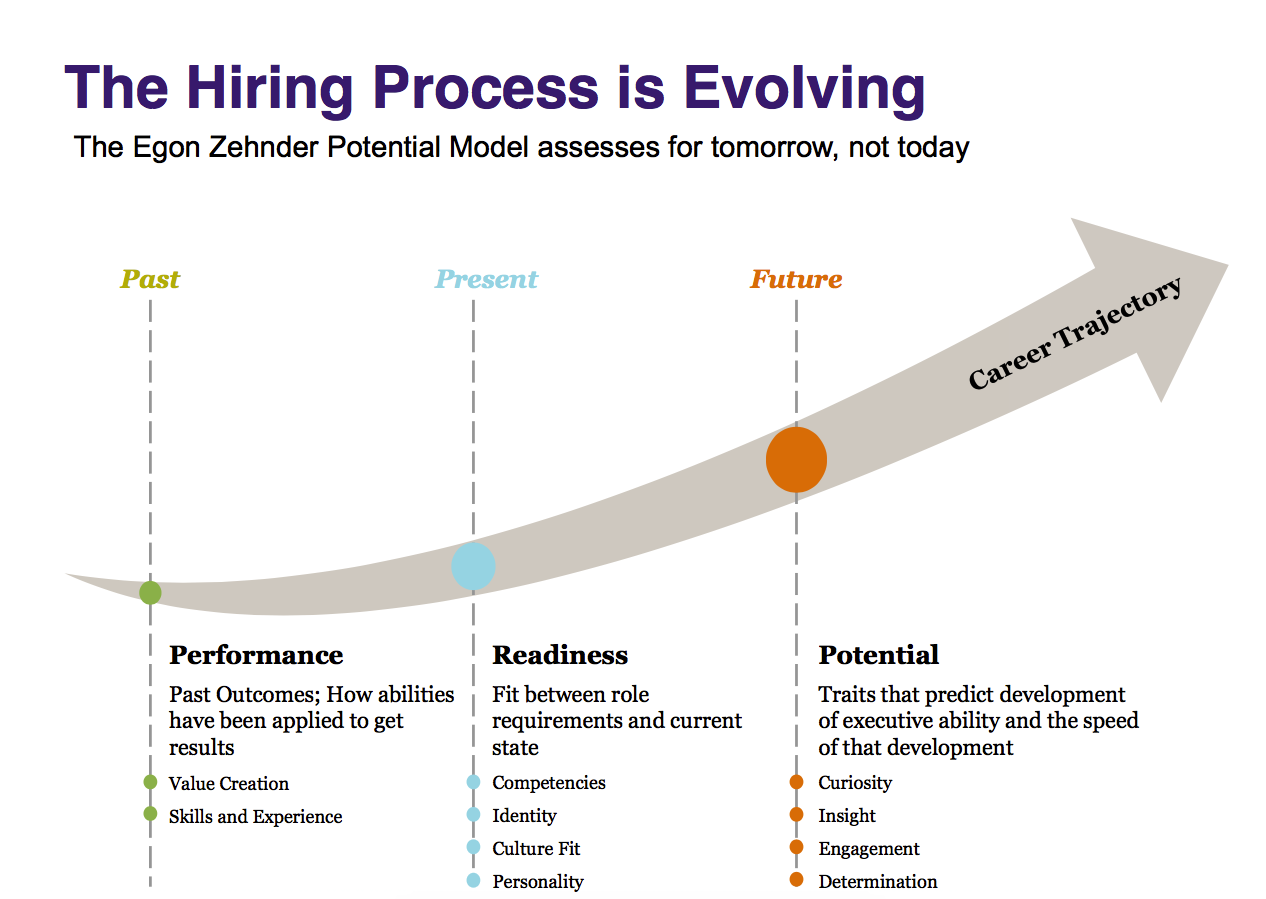 The Hiring Process is Evolving
The Egon Zehnder Potential Model assesses for tomorrow, not today
Past
Present
Future
Career Trajectory
Performance
Past Outcomes; How abilities
have been applied to get
results
Value Creation
Skills and Experience
Readiness
Fit between role
requirements and current
state
Competencies
Identity
Culture Fit
Personality
Potential
Traits that predict development
of executive ability and the speed
of that development
Curiosity
Insight
Engagement
Determination